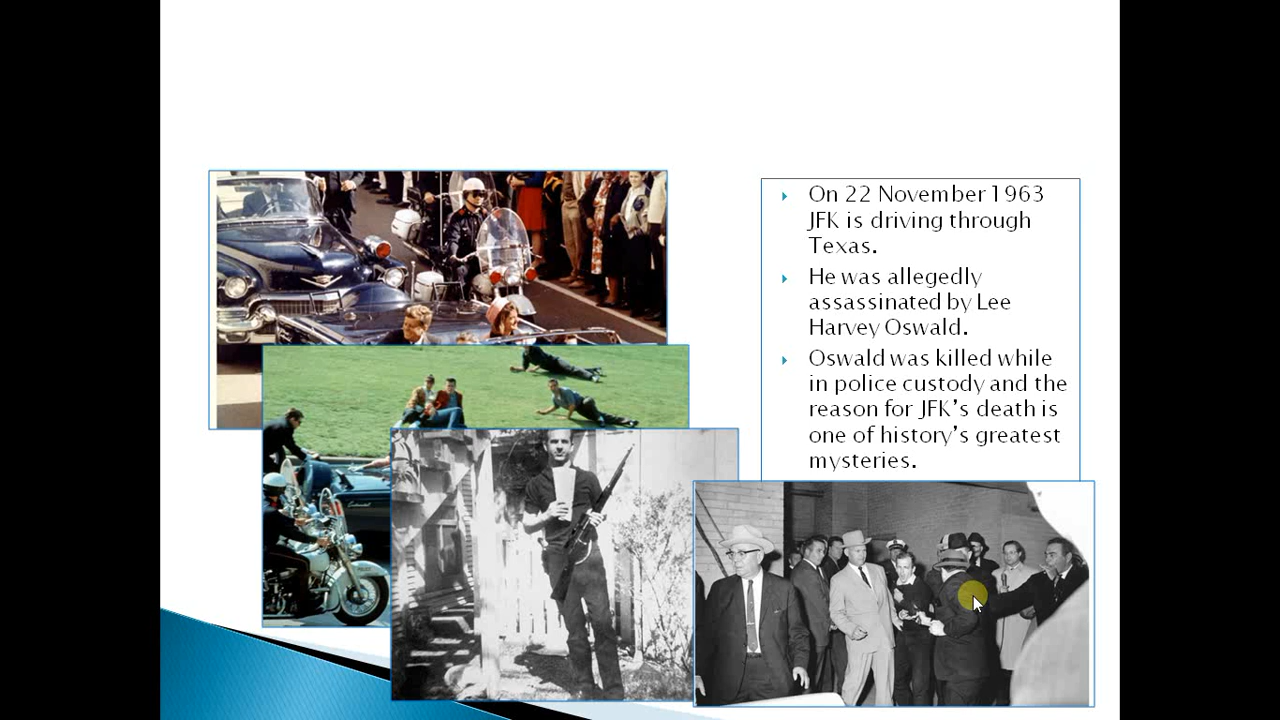 On 22 November 1963
JFK is driving through
Texas.
He was allegedly
assassinated by Lee
Harvey Oswald.
Oswald was killed while
in police custody and the
reason for JFK's death is
one of history's greatest
mysteries.